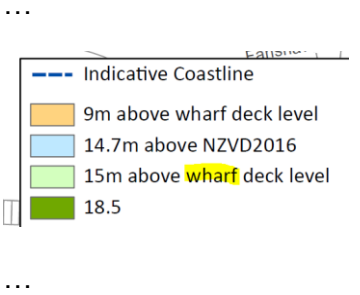 ...
Indicative Coastline
9m above wharf deck level
14.7m above NZVD2016
15m above wharf deck level
18.5
...